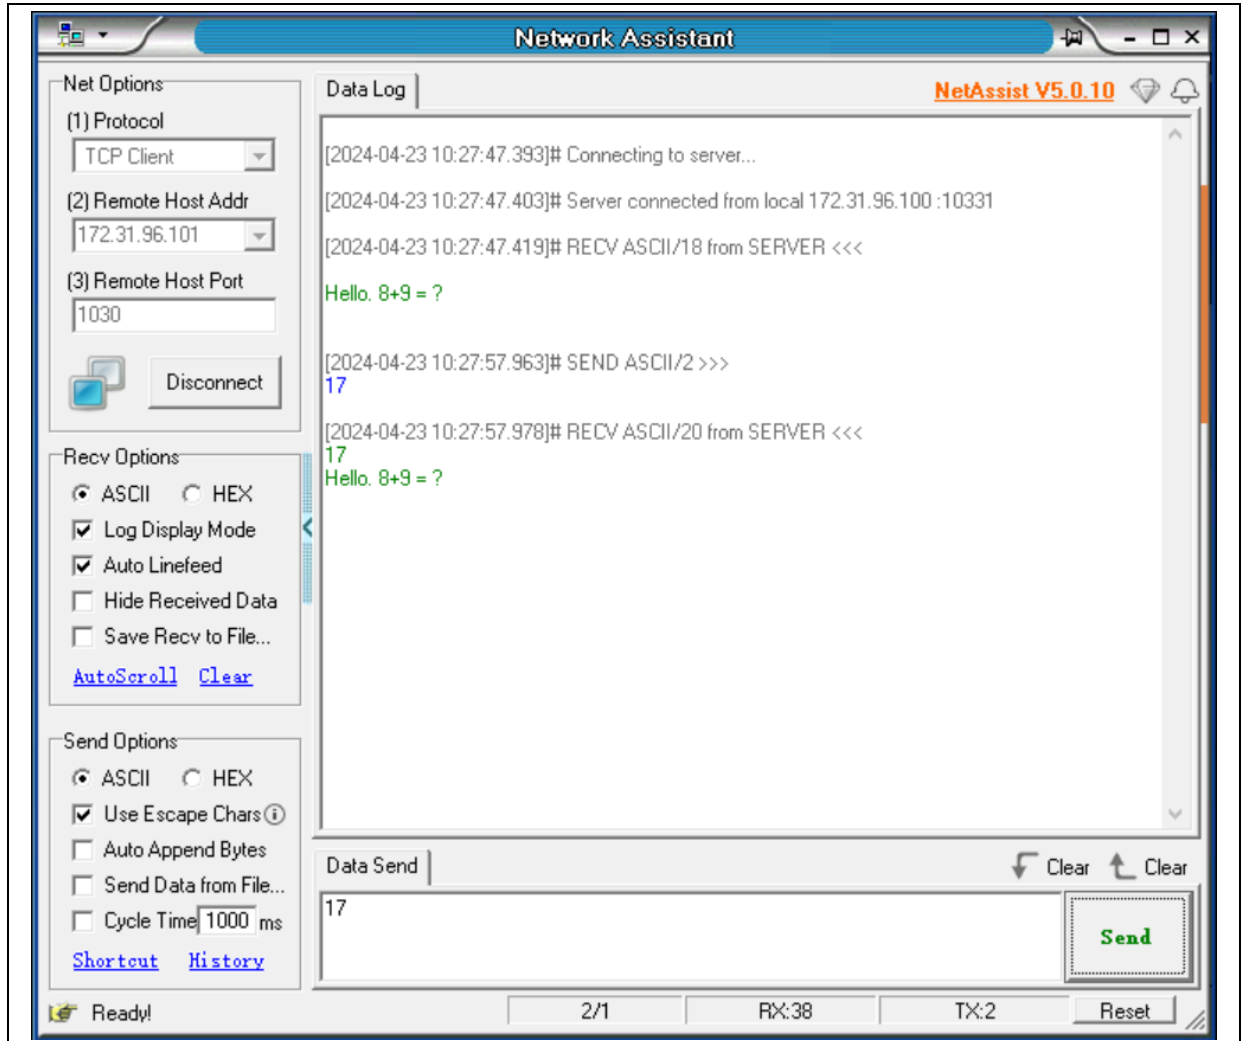 Network Assistant
Net Options
(1) Protocol
TCP Client
(2) Remote Host Addr
172.31.96.101
(3) Remote Host Port
1030
Disconnect
Recv Options
ASCII HEX
Log Display Mode
Auto Linefeed
Hide Received Data
Save Recv to File...
AutoScroll Clear
Send Options
ASCII HEX
Use Escape Chars
Auto Append Bytes
Send Data from File...
Cycle Time 1000 ms
Shortcut History
Data Log
NetAssist V5.0.10
[2024-04-23 10:27:47.393]# Connecting to server...
[2024-04-23 10:27:47.403]# Server connected from local 172.31.96.100 :10331
[2024-04-23 10:27:47.419]# RECV ASCII/18 from SERVER <<<
Hello. 8+9 = ?
[2024-04-23 10:27:57.963]# SEND ASCII/2 >>>
17
[2024-04-23 10:27:57.978]# RECV ASCII/20 from SERVER <<<
17
Hello. 8+9 = ?
Data Send
Clear Clear
17
Send
Ready!
2/1
RX:38
TX:2
Reset